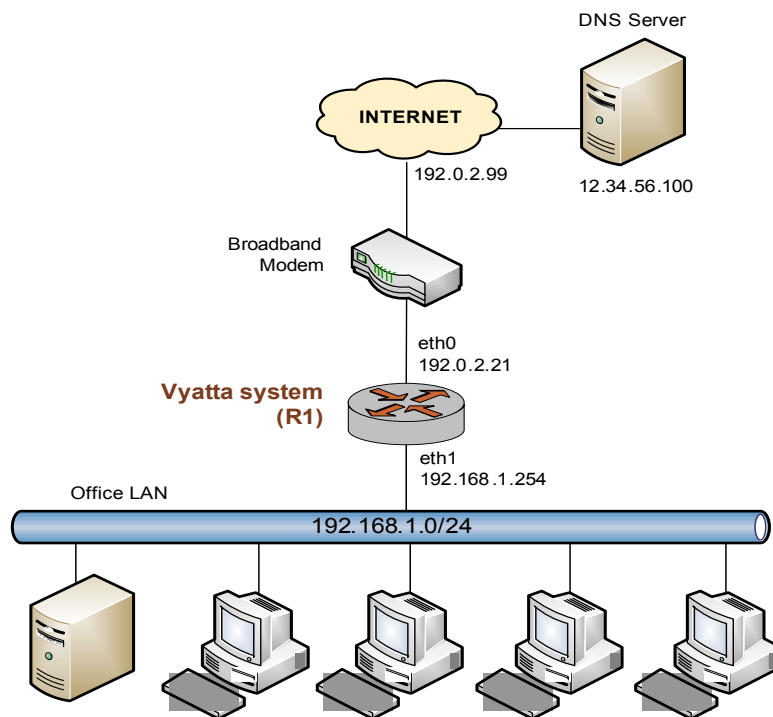 DNS Server
INTERNET
192.0.2.99
12.34.56.100
Broadband
Modem
eth0
192.0.2.21
Vyatta system
(R1)
eth1
192.168.1.254
Office LAN
192.168.1.0/24